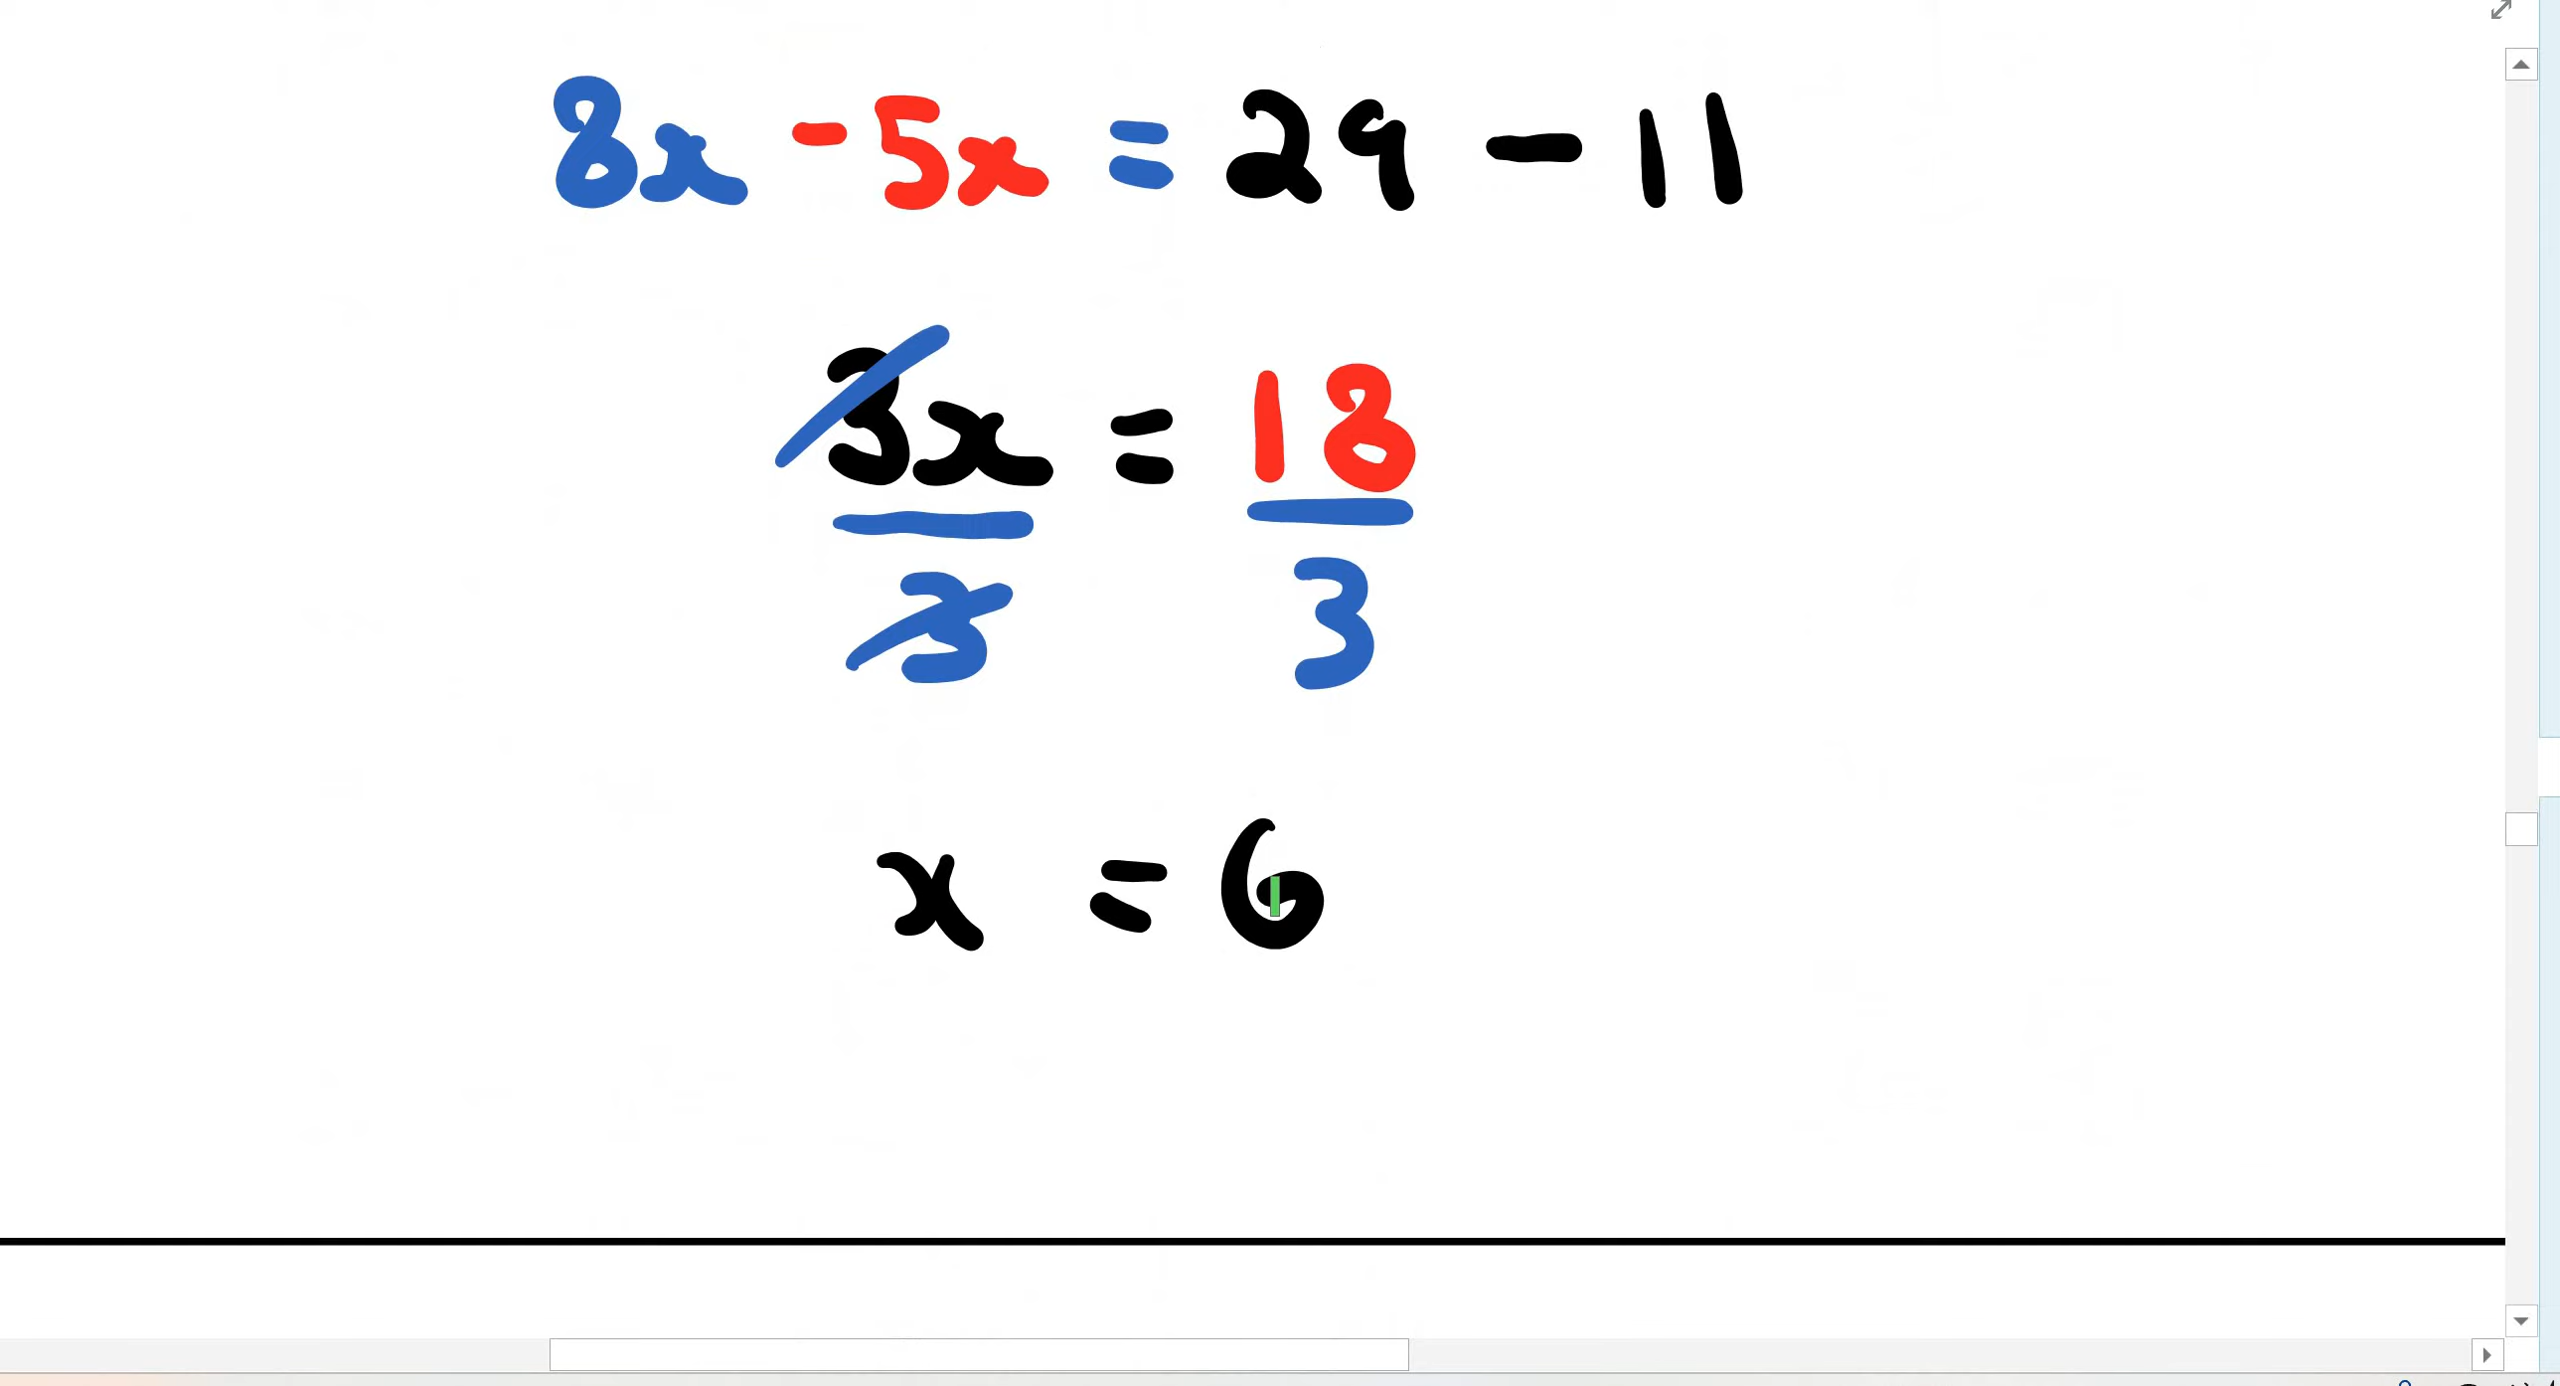 8x - 5x = 29 - 11
3x = 18
3 3
x = 6